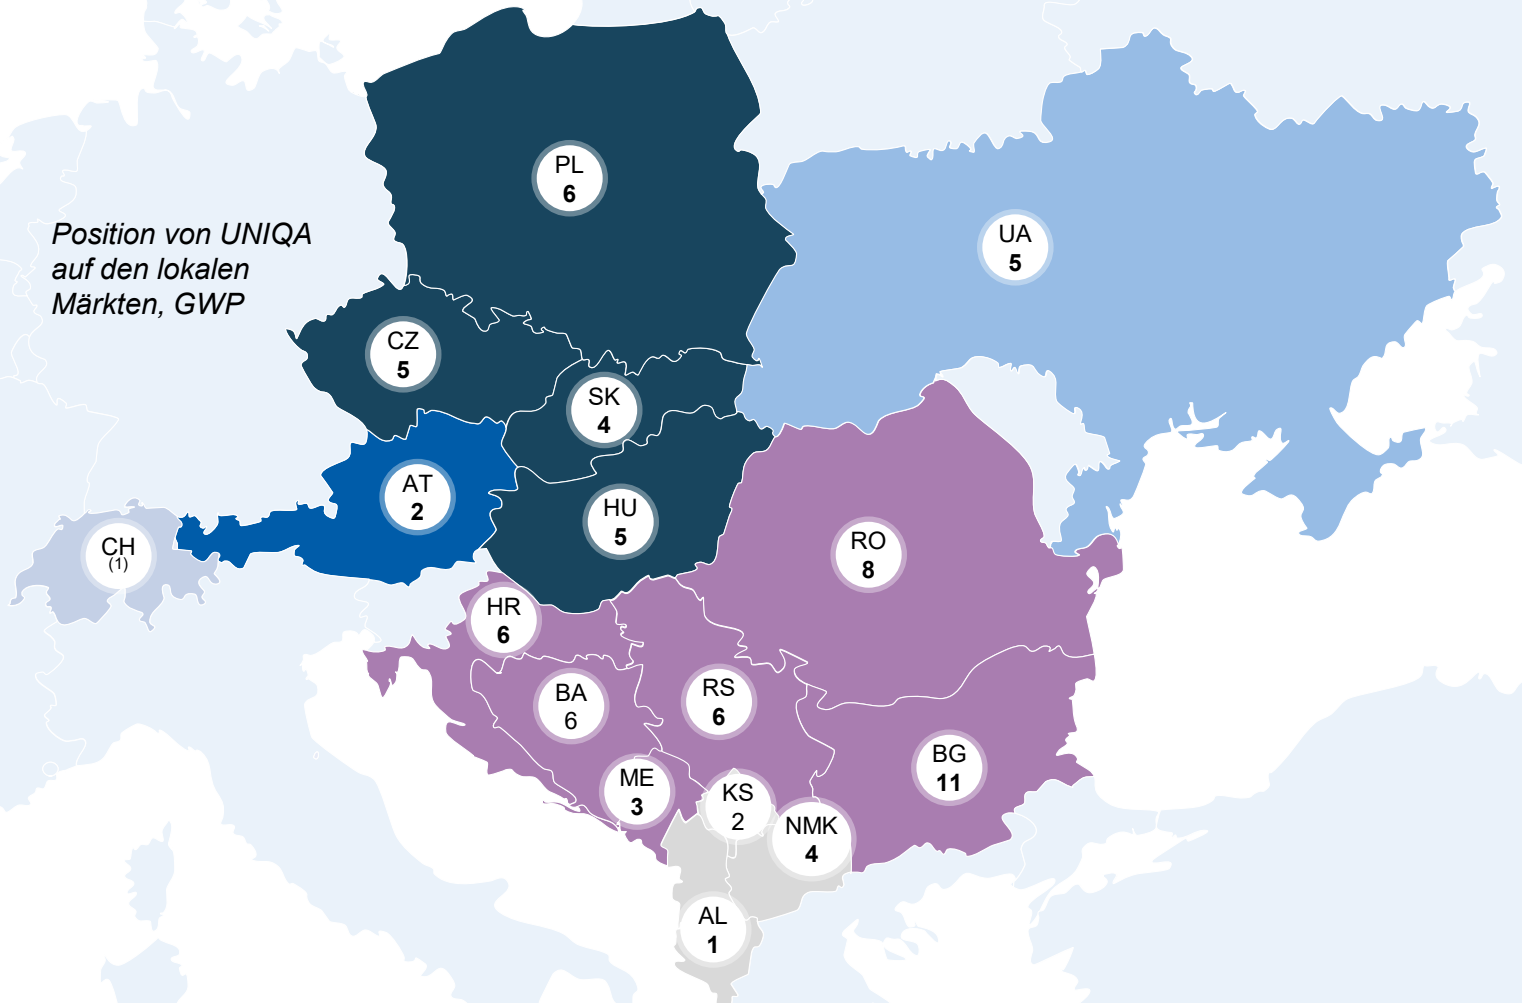 PL
6
Position von UNIQA
auf den lokalen
Märkten, GWP
UA
5
CZ
5
SK
4
AT
2
HU
5
CH
(1)
RO
8
HR
6
BA
6
RS
6
BG
11
ME
3
KS
2
NMK
4
AL
1